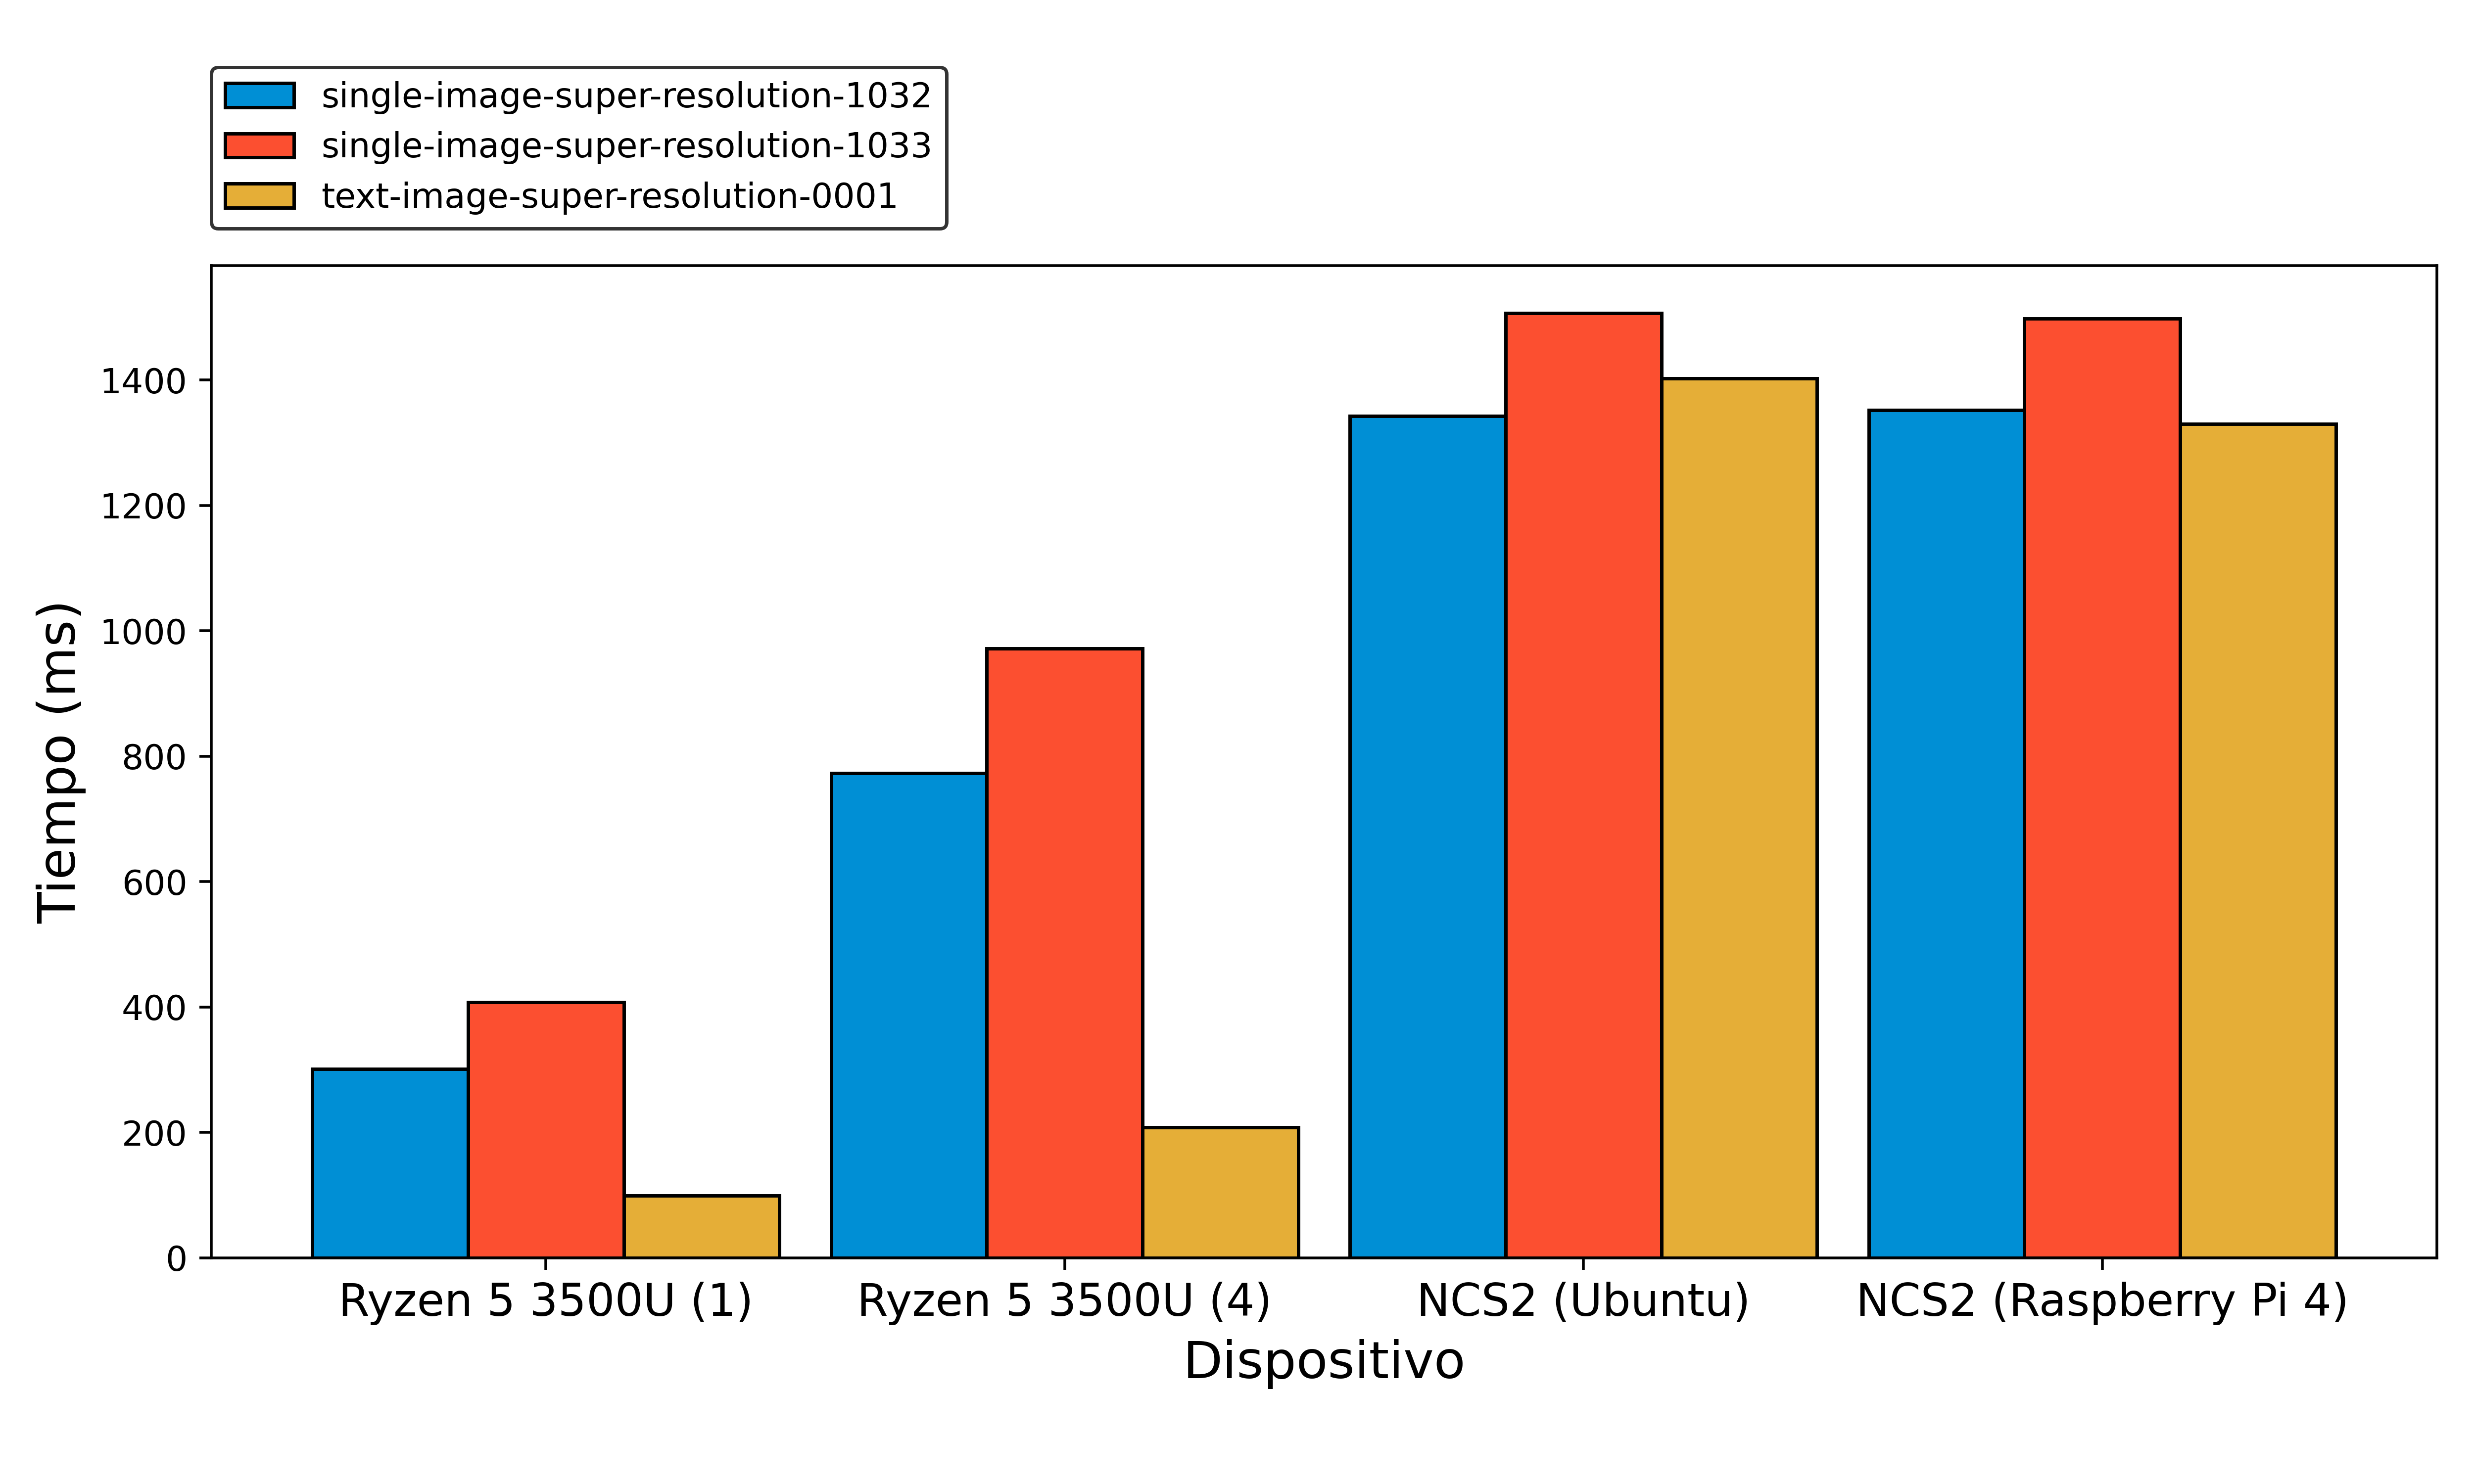 single-image-super-resolution-1032
single-image-super-resolution-1033
text-image-super-resolution-0001
Tiempo (ms)
1400
1200
1000
800
600
400
200
0
Ryzen 5 3500U (1)
Ryzen 5 3500U (4)
NCS2 (Ubuntu)
NCS2 (Raspberry Pi 4)
Dispositivo